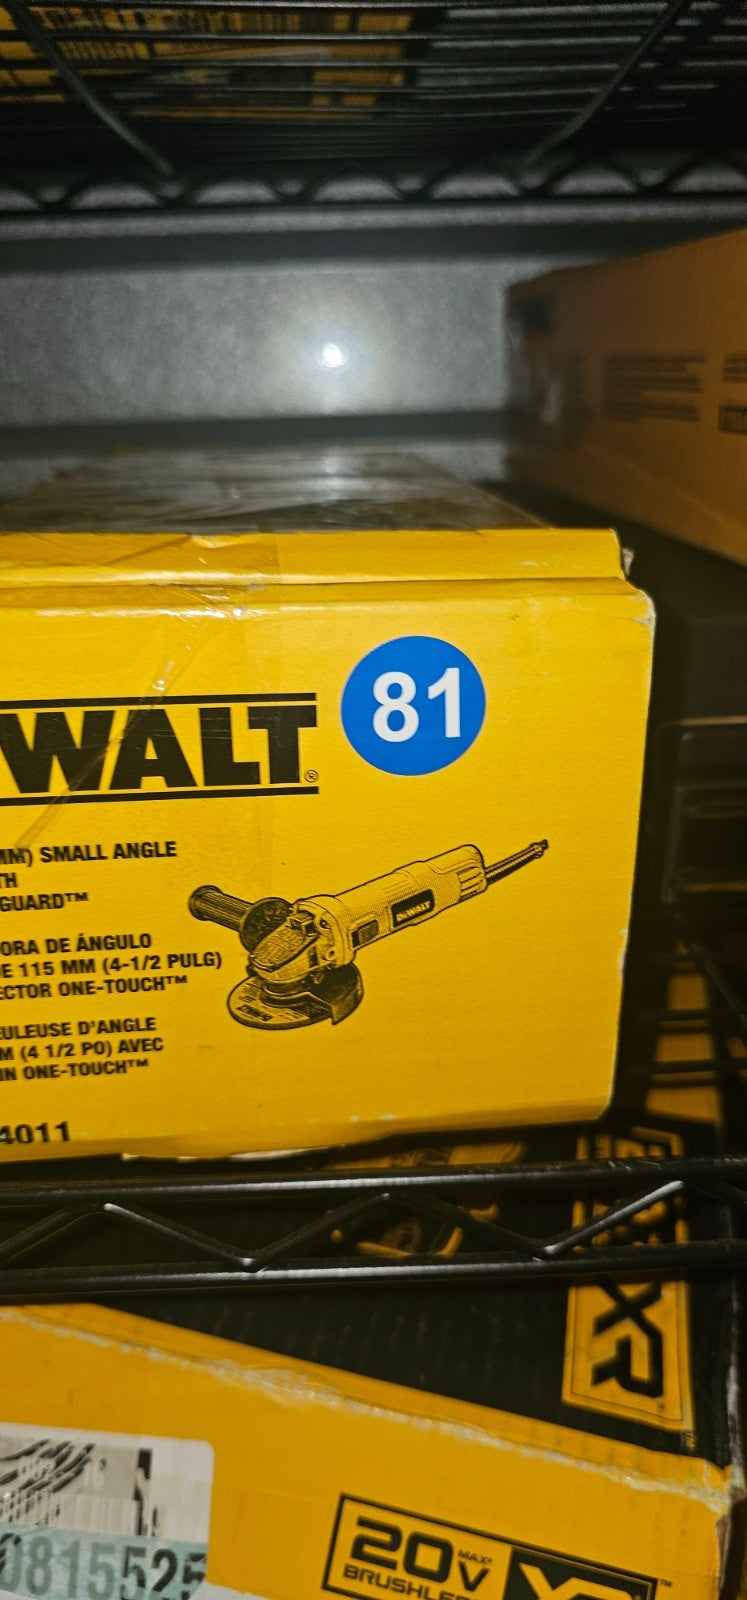 WALT®
81
MM) SMALL ANGLE
TH
GUARD™
ORA DE ÁNGULO
E 115 MM (4-1/2 PULG)
ECTOR ONE-TOUCH™
EULEUSE D'ANGLE
M (4 1/2 PO) AVEC
IN ONE-TOUCH™
DEWALT
4011
XR
0815525
20V MAX*
BRUSHLE